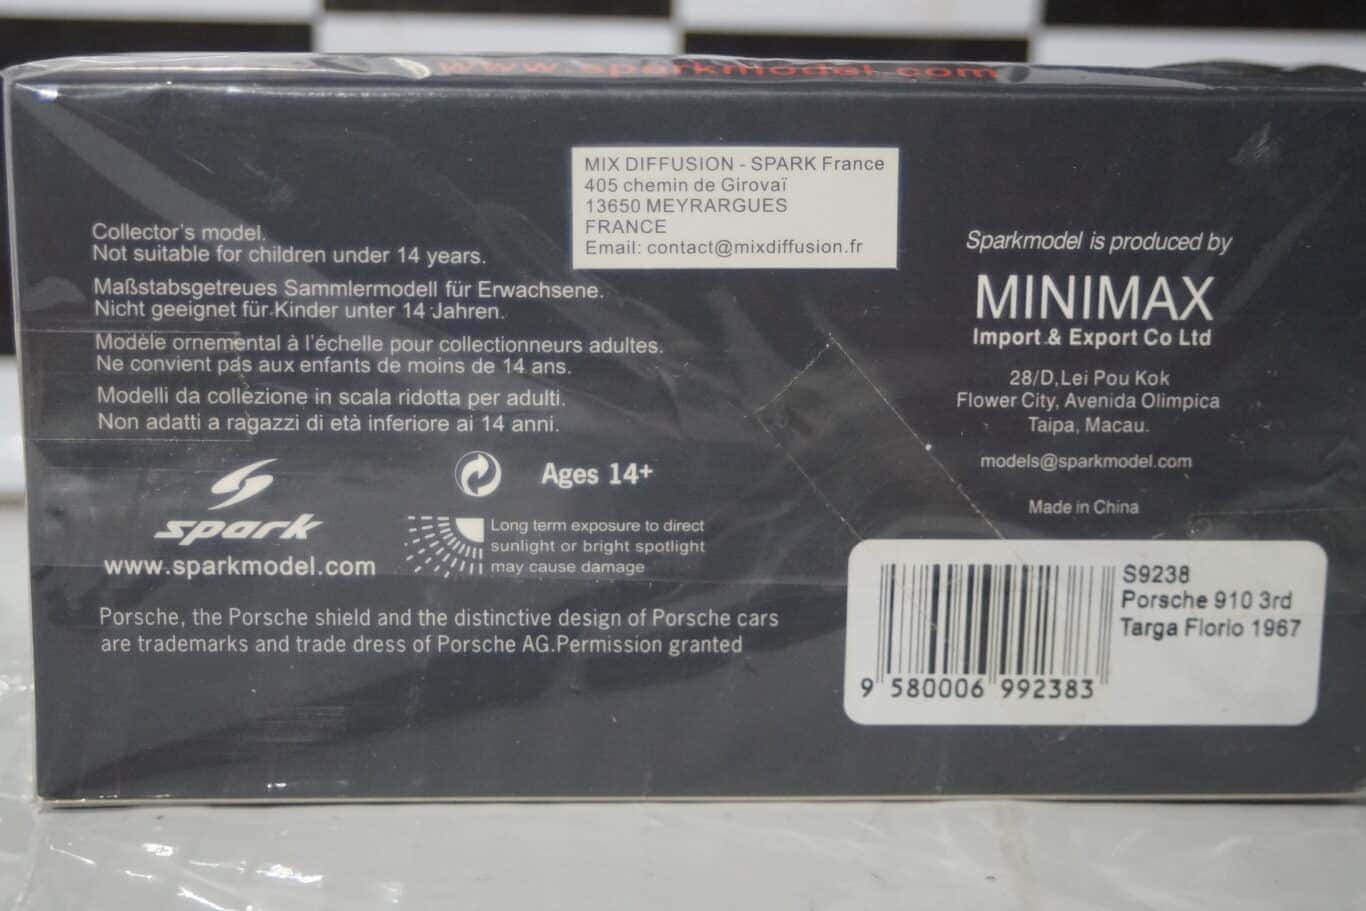 www.sparkmodel.com
MIX DIFFUSION - SPARK France
405 chemin de Girovaï
13650 MEYRARGUES
FRANCE
Email: contact@mixdiffusion.fr
Collector's model.
Not suitable for children under 14 years.
Maßstabsgetreues Sammlermodell für Erwachsene.
Nicht geeignet für Kinder unter 14 Jahren.
Modèle ornemental à l'échelle pour collectionneurs adultes.
Ne convient pas aux enfants de moins de 14 ans.
Modelli da collezione in scala ridotta per adulti.
Non adatti a ragazzi di età inferiore ai 14 anni.
Ages 14+
spark
www.sparkmodel.com
Long term exposure to direct
sunlight or bright spotlight
may cause damage
Porsche, the Porsche shield and the distinctive design of Porsche cars
are trademarks and trade dress of Porsche AG.Permission granted
Sparkmodel is produced by
MINIMAX
Import & Export Co Ltd
28/D,Lei Pou Kok
Flower City, Avenida Olimpica
Taipa, Macau.
models@sparkmodel.com
Made in China
S9238
Porsche 910 3rd
Targa Florio 1967
9 580006 992383